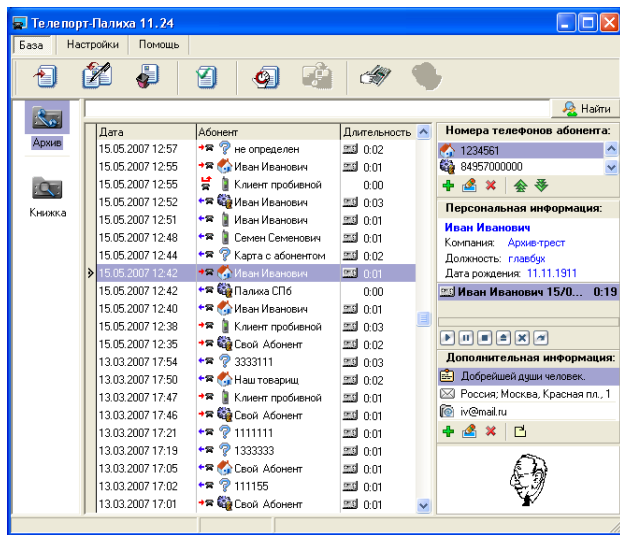 Телепорт-Палиха 11.24
База Настройки Помощь
Найти
Архив
Книжка
Дата Абонент Длительность
15.05.2007 12:57 не определен 0:02
15.05.2007 12:55 Иван Иванович 0:01
15.05.2007 12:55 Клиент пробивной 0:00
15.05.2007 12:52 Иван Иванович 0:03
15.05.2007 12:51 Иван Иванович 0:01
15.05.2007 12:48 Семен Семенович 0:01
15.05.2007 12:44 Карта с абонентом 0:02
15.05.2007 12:42 Иван Иванович 0:01
15.05.2007 12:42 Палиха СПб 0:00
15.05.2007 12:40 Иван Иванович 0:01
15.05.2007 12:38 Клиент пробивной 0:03
15.05.2007 12:35 Свой Абонент 0:02
13.03.2007 17:54 3333111 0:03
13.03.2007 17:50 Наш товарищ 0:02
13.03.2007 17:47 Клиент пробивной 0:01
13.03.2007 17:46 Свой Абонент 0:01
13.03.2007 17:21 1111111 0:01
13.03.2007 17:19 1333333 0:01
13.03.2007 17:05 Свой Абонент 0:01
13.03.2007 17:02 111155 0:01
13.03.2007 17:01 Свой Абонент 0:01
Номера телефонов абонента:
1234561
84957000000
Персональная информация:
Иван Иванович
Компания: Архив-трест
Должность: главбух
Дата рождения: 11.11.1911
Иван Иванович 15/0... 0:19
Дополнительная информация:
Добрейшей души человек.
Россия; Москва, Красная пл., 1
iv@mail.ru